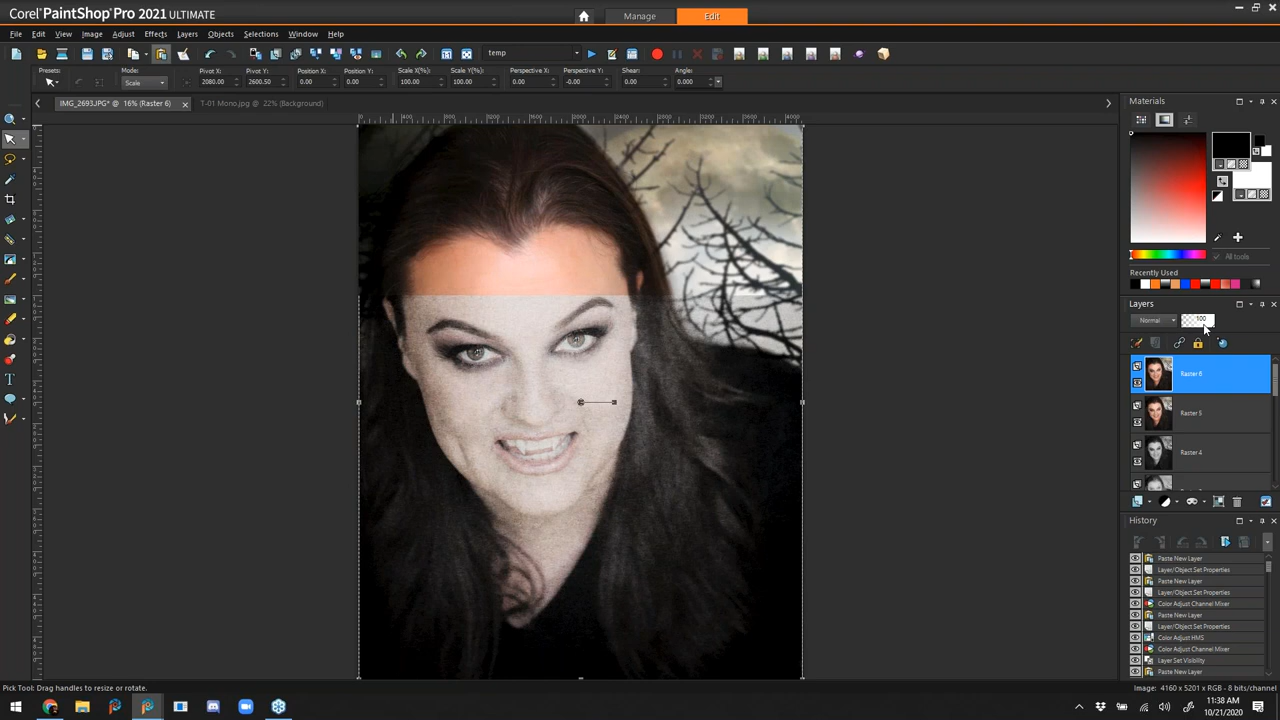 Corel PaintShop Pro 2021 ULTIMATE
Manage
Edit
File Edit View Image Adjust Effects Layers Objects Selections Window Help
temp
Presets: Mode: Pivot X: Pivot Y: Position X: Position Y: Scale X(%): Scale Y(%): Perspective X: Perspective Y: Shear: Angle:
Scale 2080.00 2600.50 0.00 0.00 100.00 100.00 0.00 -0.00 0.00 0.000
IMG_2693.JPG* @ 16% (Raster 6)
T-01 Mono.jpg @ 22% (Background)
Materials
All tools
Recently Used
Layers
Normal 100
Raster 6
Raster 5
Raster 4
History
Paste New Layer
Layer/Object Set Properties
Paste New Layer
Layer/Object Set Properties
Color Adjust Channel Mixer
Paste New Layer
Layer/Object Set Properties
Color Adjust HMS
Color Adjust Channel Mixer
Layer Set Visibility
Paste New Layer
Pick Tool: Drag handles to resize or rotate.
Image: 4160 x 5201 x RGB - 8 bits/channel
11:38 AM
10/21/2020